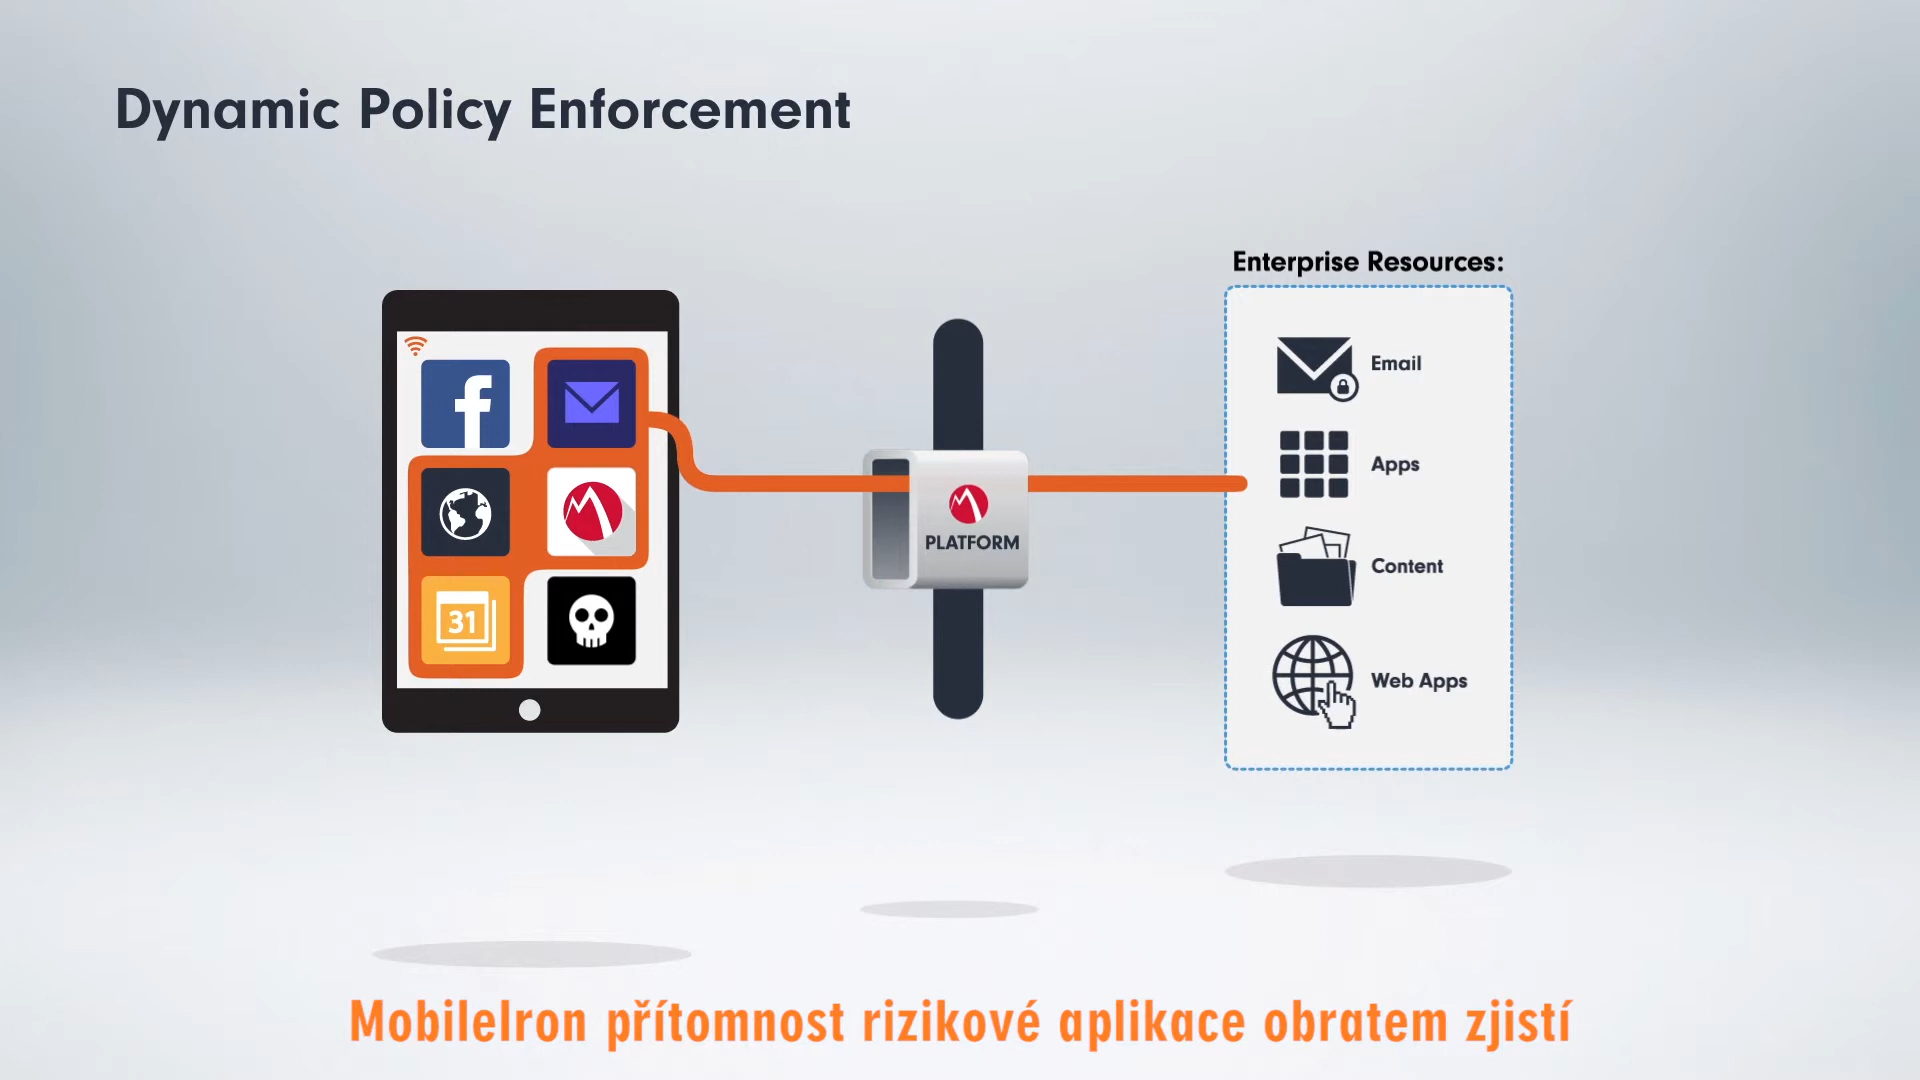 Dynamic Policy Enforcement
Enterprise Resources:
Email
Apps
Content
Web Apps
PLATFORM
31
MobileIron přítomnost rizikové aplikace obratem zjistí